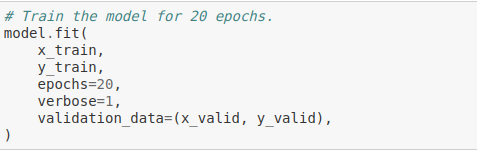 # Train the model for 20 epochs.
model.fit(
    x_train,
    y_train,
    epochs=20,
    verbose=1,
    validation_data=(x_valid, y_valid),
)